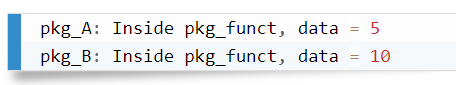 pkg_A: Inside pkg_funct, data = 5
pkg_B: Inside pkg_funct, data = 10